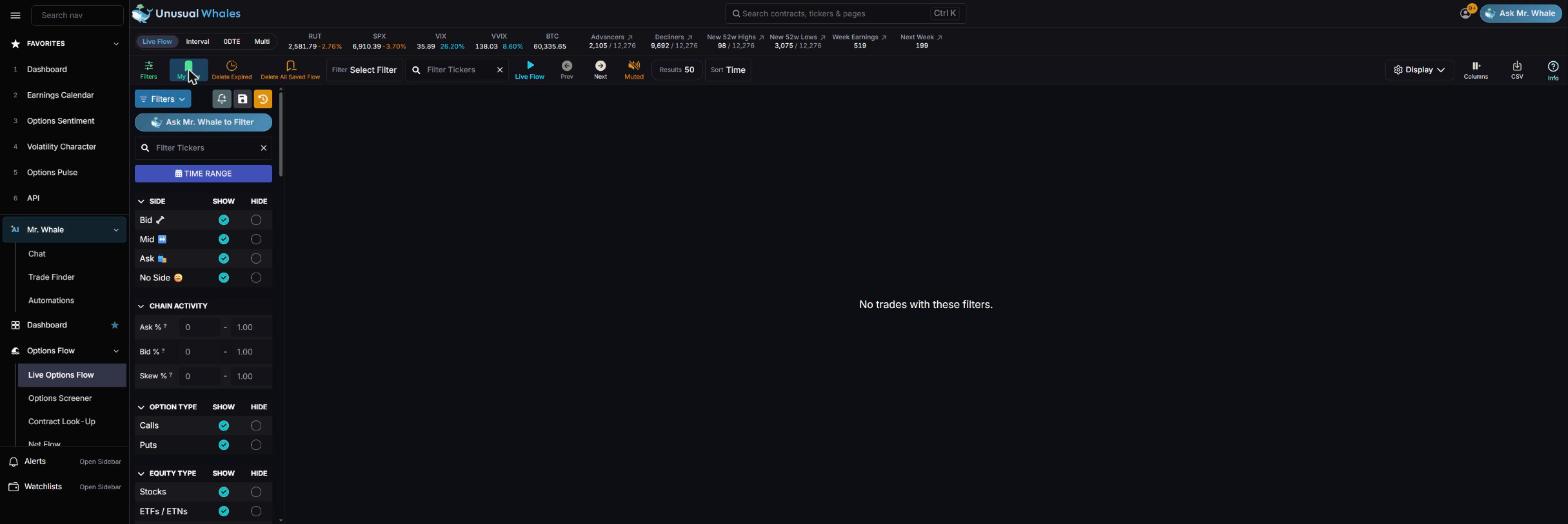 Search nav
Unusual Whales
Search contracts, tickers & pages
Ctrl K
9+
Ask Mr. Whale
FAVORITES
1 Dashboard
2 Earnings Calendar
3 Options Sentiment
4 Volatility Character
5 Options Pulse
6 API
AI Mr. Whale
Chat
Trade Finder
Automations
Dashboard
Options Flow
Live Options Flow
Options Screener
Contract Look-Up
Net Flow
Alerts Open Sidebar
Watchlists Open Sidebar
Live Flow Interval 0DTE Multi
RUT
2,581.79 -2.76%
SPX
6,910.39 -3.70%
VIX
35.89 26.20%
VVIX
138.03 8.60%
BTC
60,335.65
Advancers ↗
2,105 / 12,276
Decliners ↗
9,692 / 12,276
New 52w Highs ↗
98 / 12,276
New 52w Lows ↗
3,075 / 12,276
Week Earnings ↗
519
Next Week ↗
199
Filters
My
Delete Expired
Delete All Saved Flow
Filter Select Filter
Filter Tickers
Live Flow
Prev
Next
Muted
Results 50
Sort Time
Display
Columns
CSV
Info
Filters
Ask Mr. Whale to Filter
Filter Tickers
TIME RANGE
SIDE SHOW HIDE
Bid
Mid
Ask
No Side
CHAIN ACTIVITY
Ask % ? 0 - 1.00
Bid % ? 0 - 1.00
Skew % ? 0 - 1.00
OPTION TYPE SHOW HIDE
Calls
Puts
EQUITY TYPE SHOW HIDE
Stocks
ETFs / ETNs
No trades with these filters.